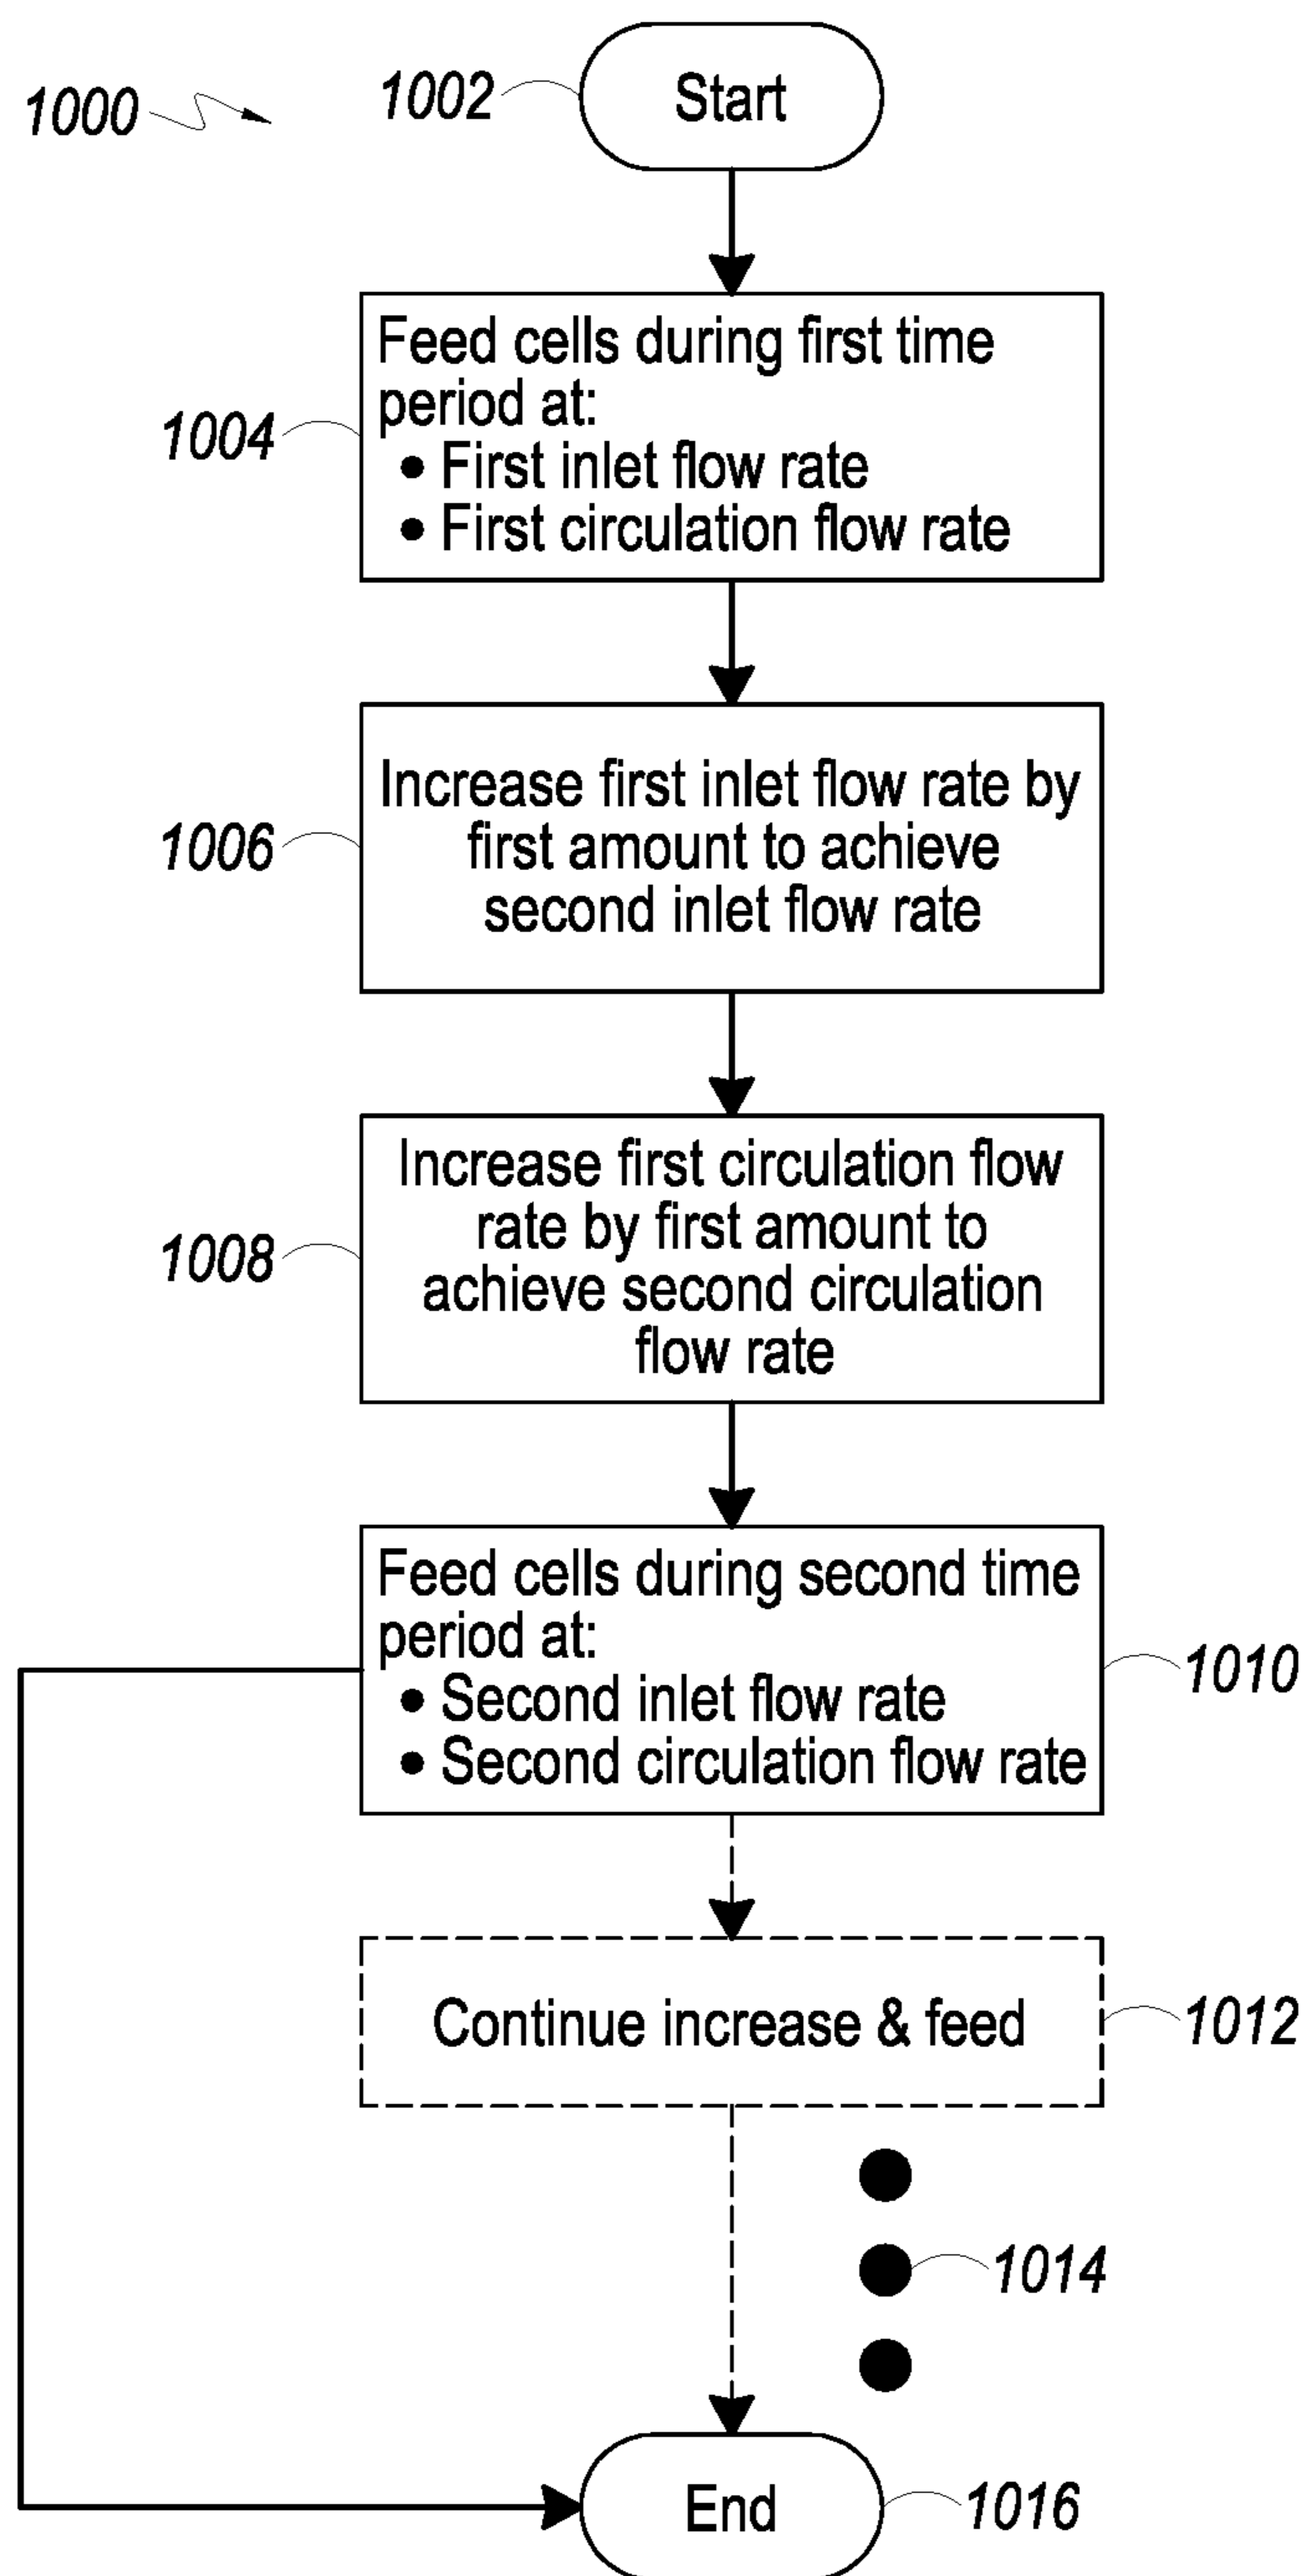 1000
1002
Start
Feed cells during first time
period at:
• First inlet flow rate
• First circulation flow rate
1004
Increase first inlet flow rate by
first amount to achieve
second inlet flow rate
1006
Increase first circulation flow
rate by first amount to
achieve second circulation
flow rate
1008
Feed cells during second time
period at:
• Second inlet flow rate
• Second circulation flow rate
1010
Continue increase & feed
1012
1014
End
1016